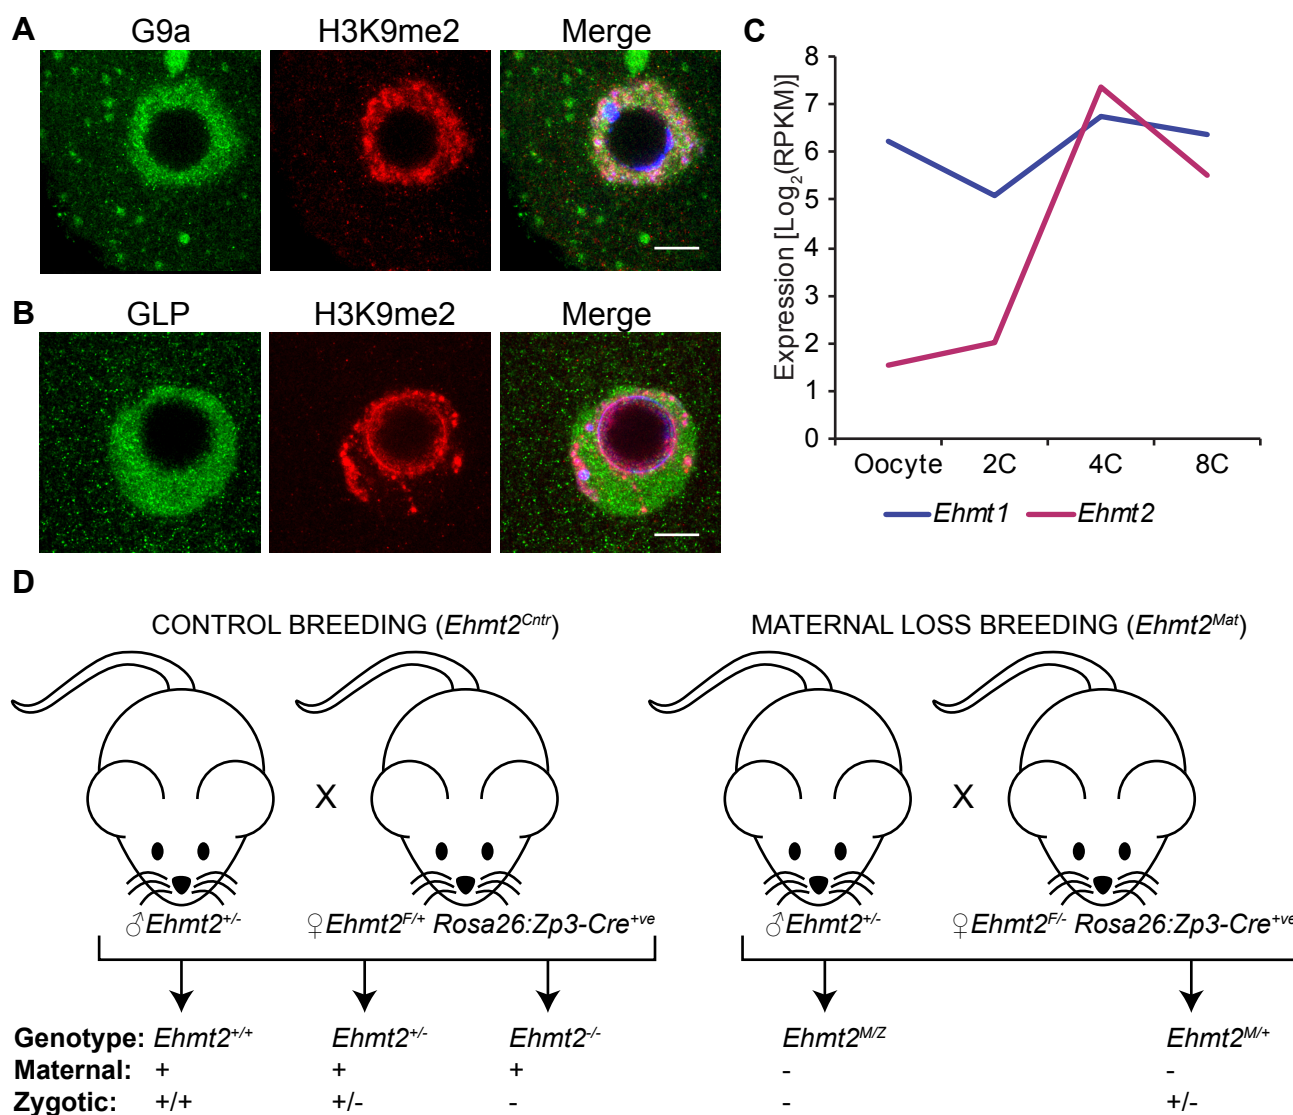 A
G9a H3K9me2 Merge
B
GLP H3K9me2 Merge
C
Expression [Log2(RPKM)]
8
7
6
5
4
3
2
1
0
Oocyte 2C 4C 8C
Ehmt1 Ehmt2
D
CONTROL BREEDING (Ehmt2Cntr)
X
♂Ehmt2+/- ♀Ehmt2F/+ Rosa26:Zp3-Cre+ve
MATERNAL LOSS BREEDING (Ehmt2Mat)
X
♂Ehmt2+/- ♀Ehmt2F/- Rosa26:Zp3-Cre+ve
Genotype: Ehmt2+/+ Ehmt2+/- Ehmt2-/- Ehmt2M/Z Ehmt2M/+
Maternal: + + + - -
Zygotic: +/+ +/- - - +/-